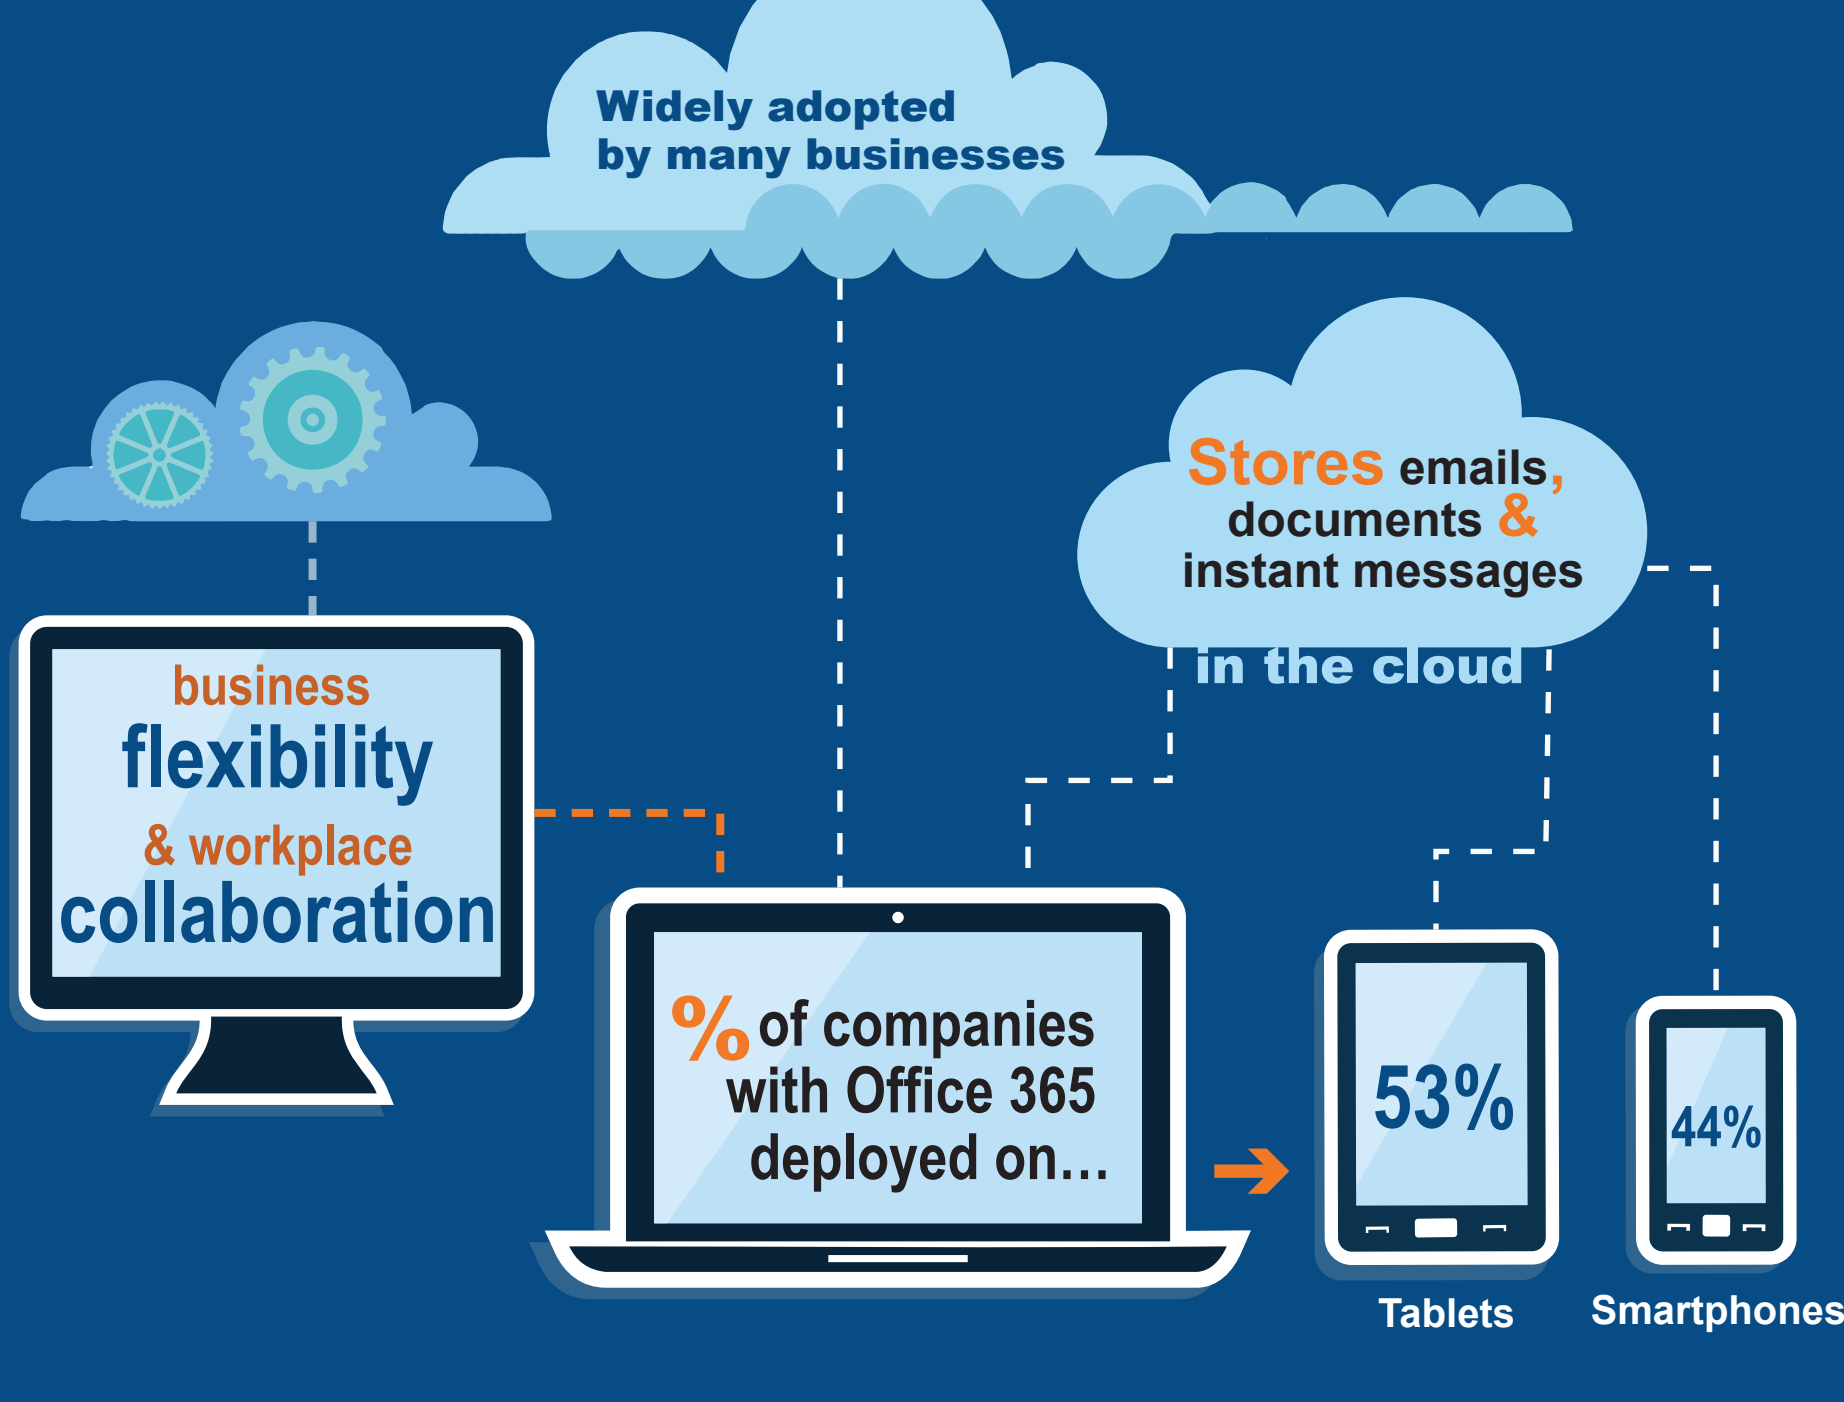 Widely adopted
by many businesses
Stores emails,
documents &
instant messages
in the cloud
business
flexibility
& workplace
collaboration
% of companies
with Office 365
deployed on…
53%
44%
Tablets
Smartphones